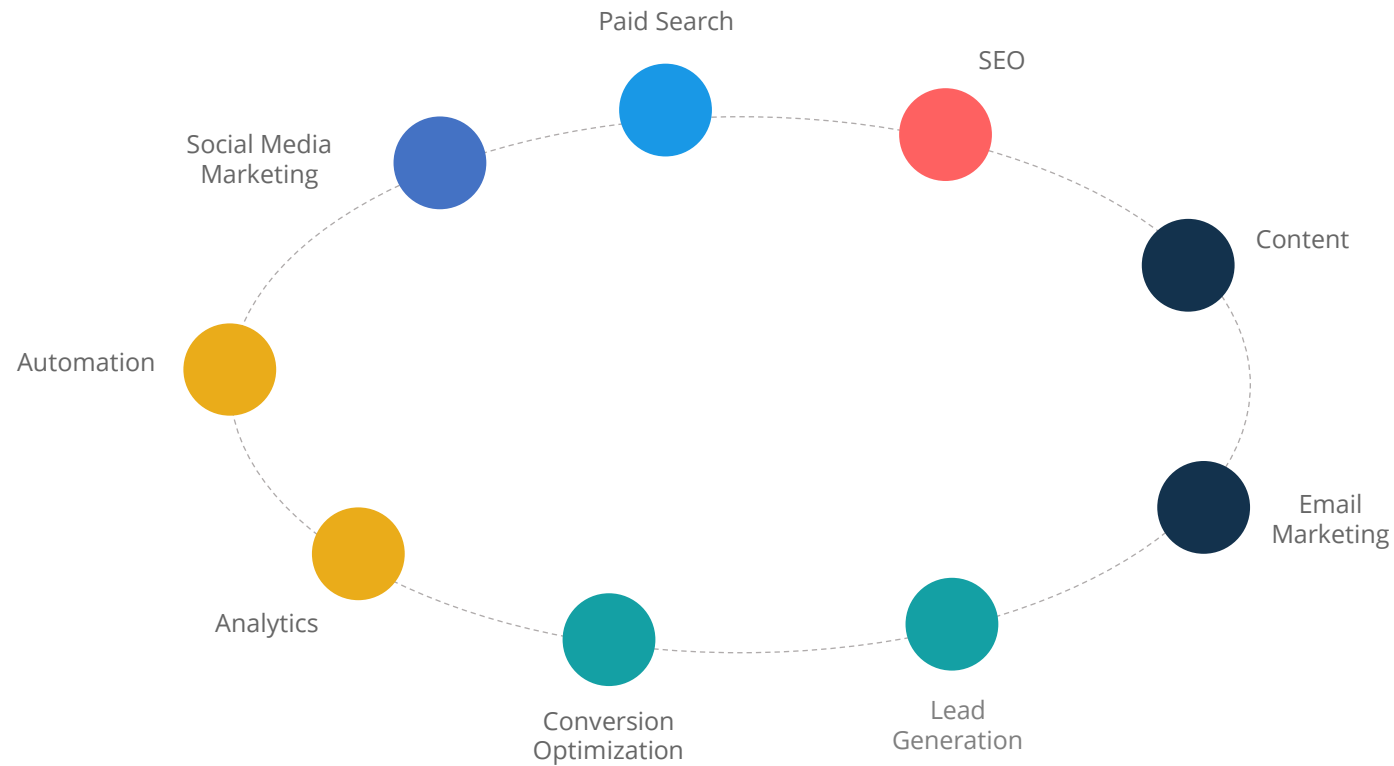 Paid Search
SEO
Social Media
Marketing
Content
Automation
Email
Marketing
Analytics
Lead
Generation
Conversion
Optimization